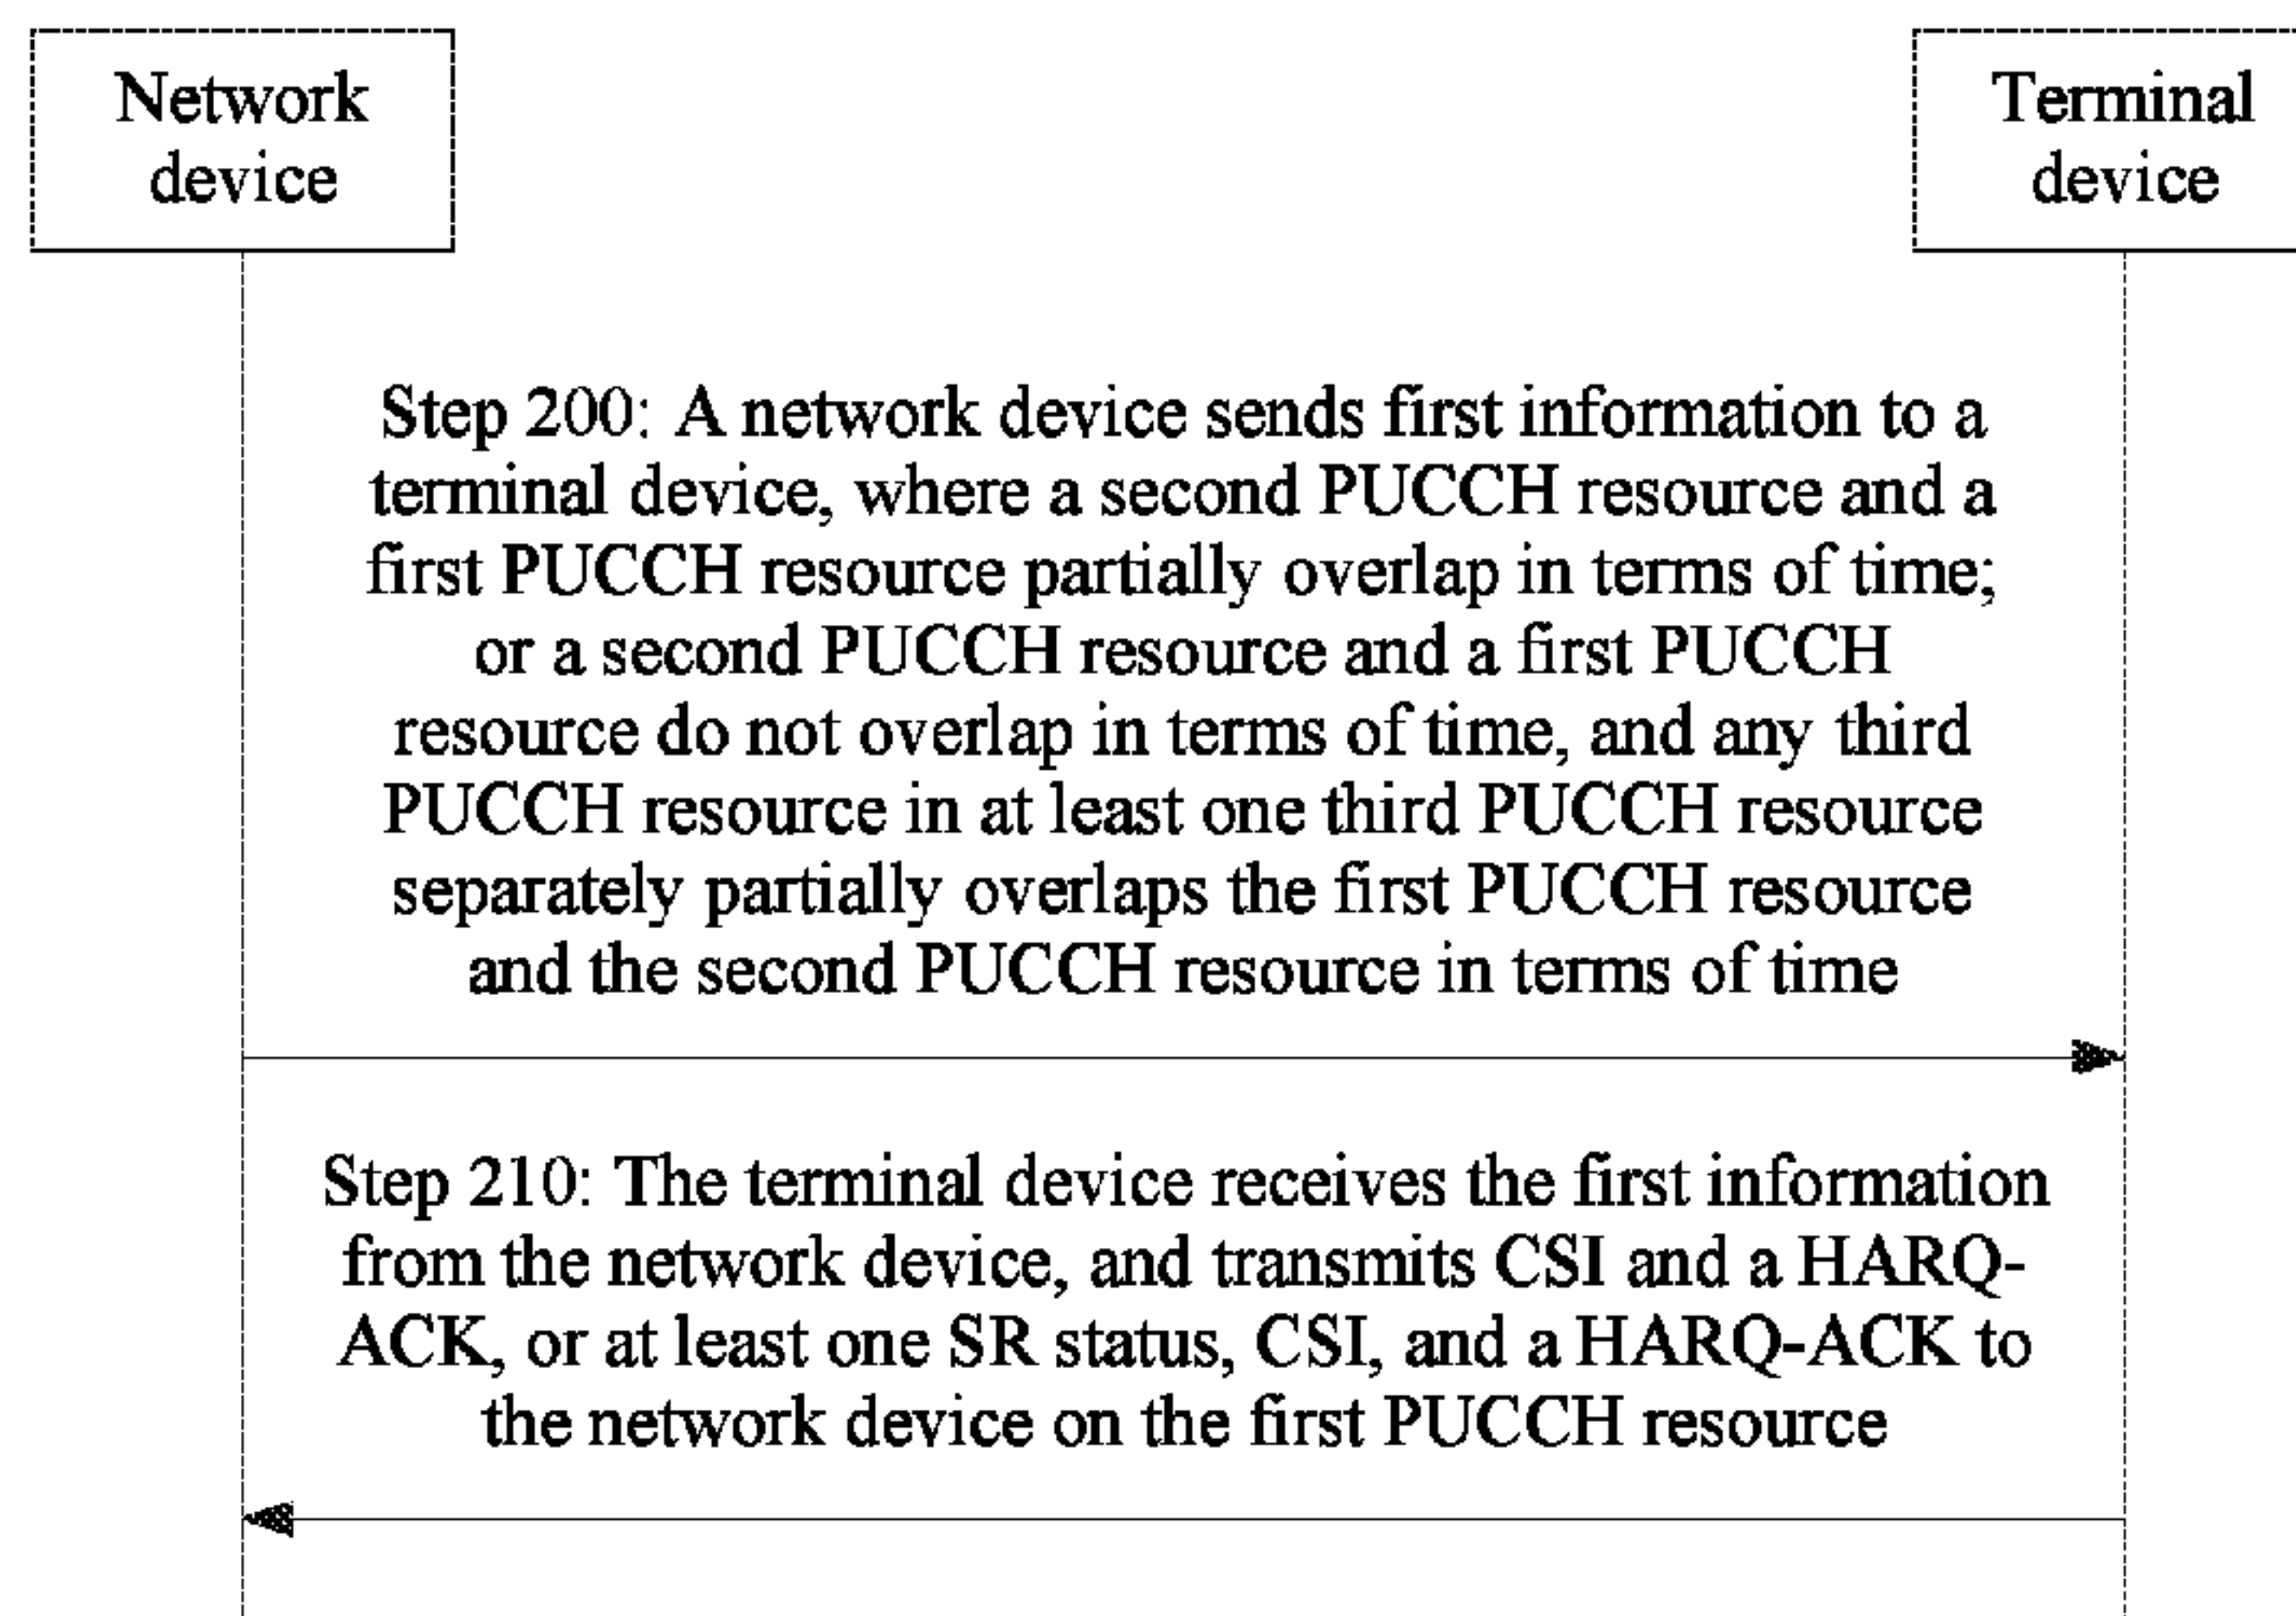 Network
device
Terminal
device
Step 200: A network device sends first information to a
terminal device, where a second PUCCH resource and a
first PUCCH resource partially overlap in terms of time;
or a second PUCCH resource and a first PUCCH
resource do not overlap in terms of time, and any third
PUCCH resource in at least one third PUCCH resource
separately partially overlaps the first PUCCH resource
and the second PUCCH resource in terms of time
Step 210: The terminal device receives the first information
from the network device, and transmits CSI and a HARQ-
ACK, or at least one SR status, CSI, and a HARQ-ACK to
the network device on the first PUCCH resource